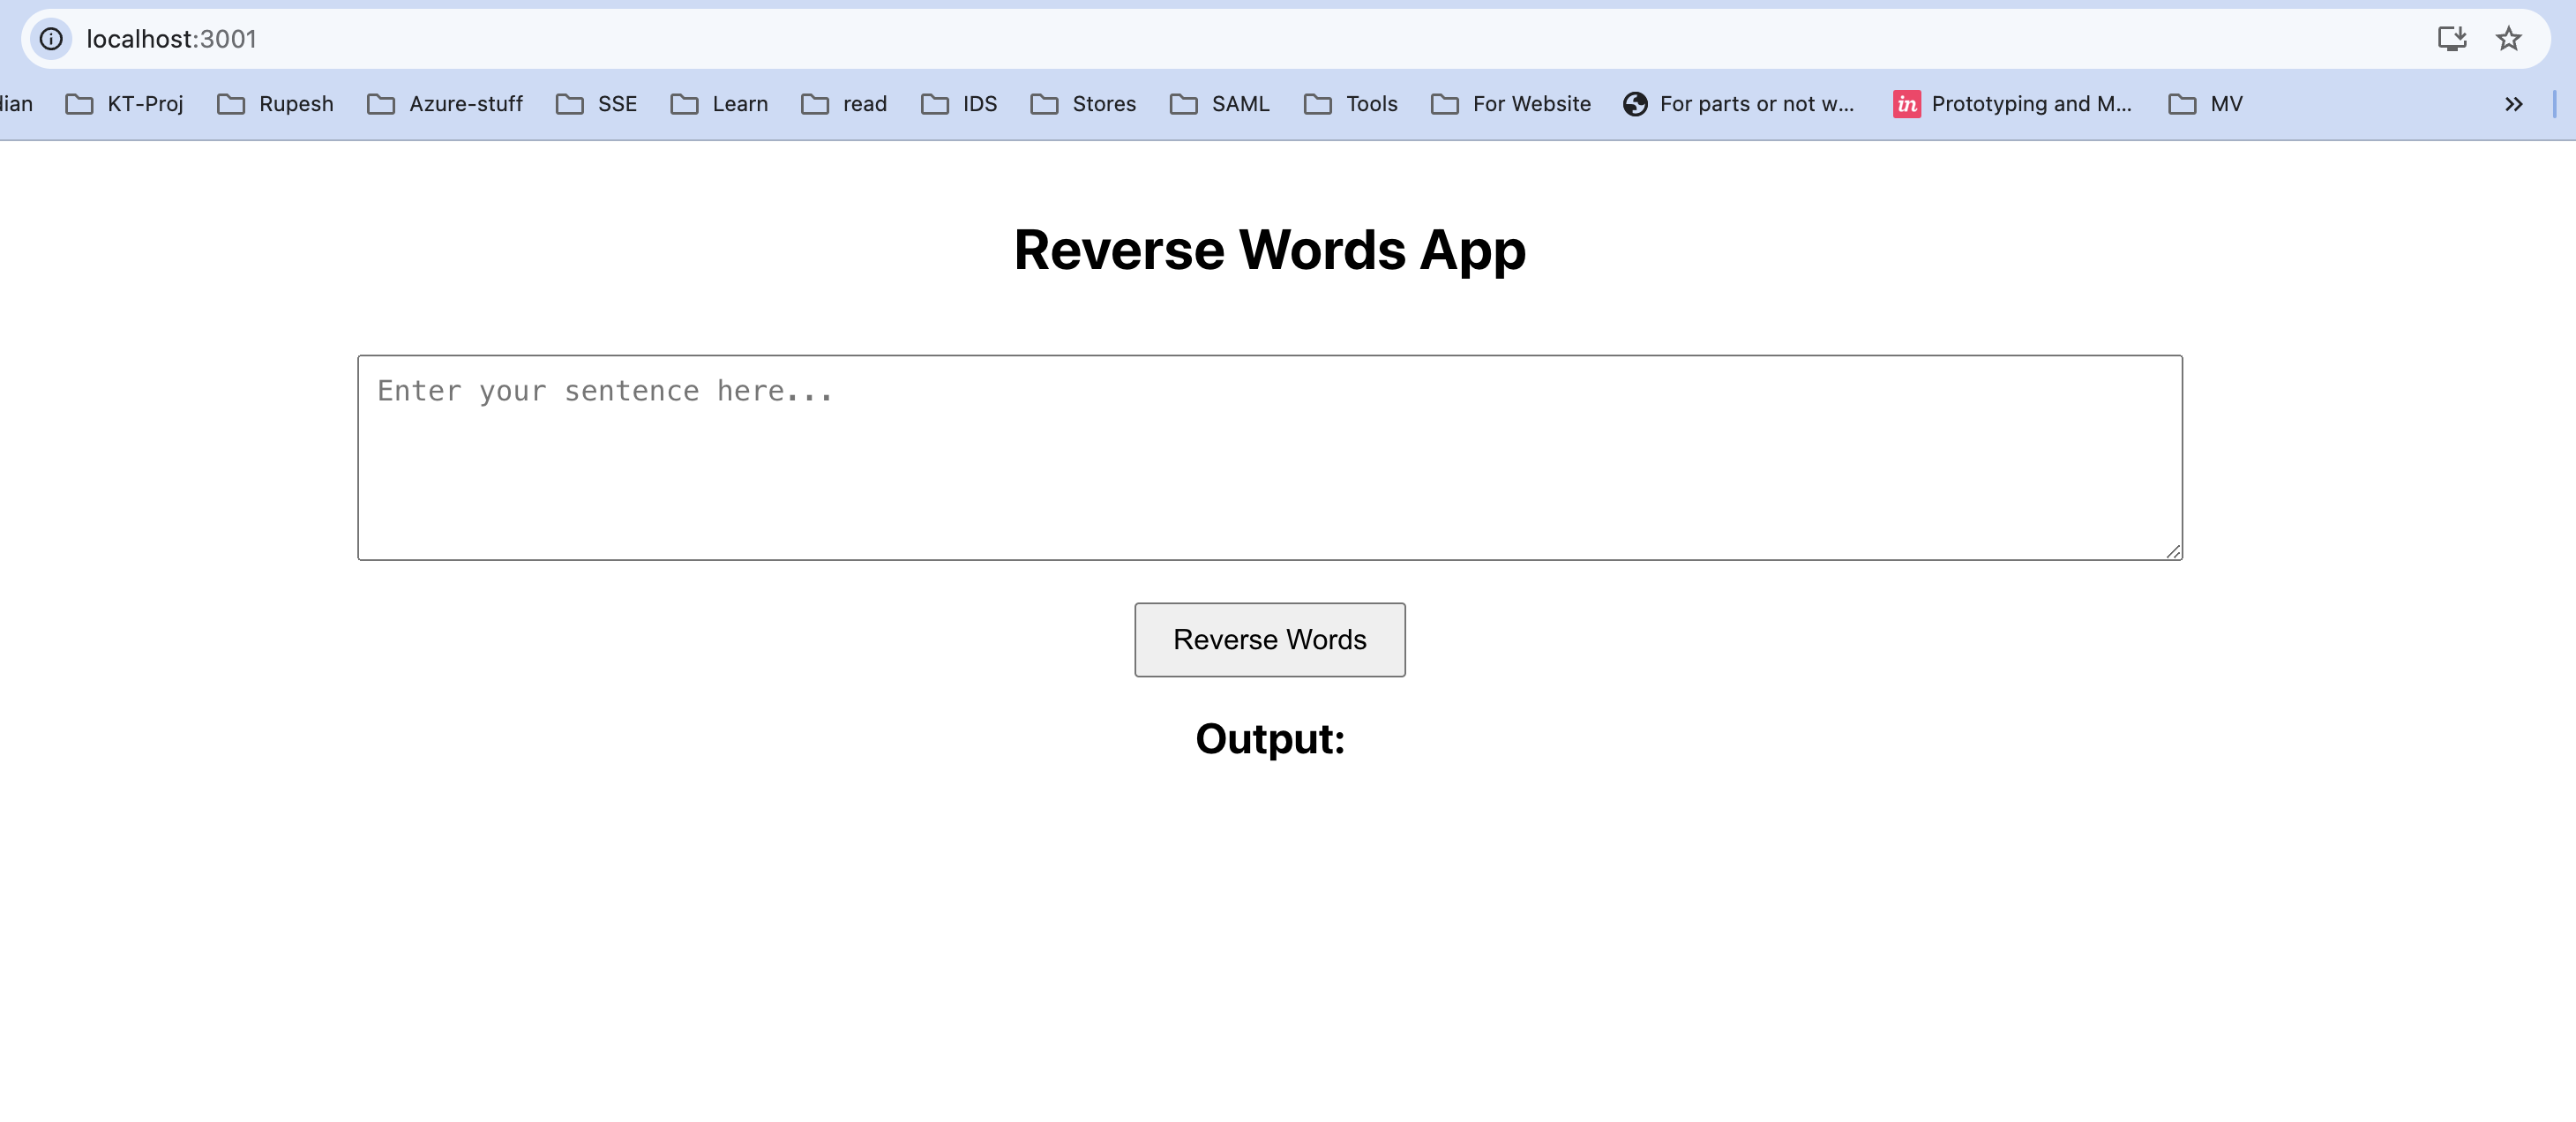 localhost:3001
KT-Proj Rupesh Azure-stuff SSE Learn read IDS Stores SAML Tools For Website For parts or not w... in Prototyping and M... MV
Reverse Words App
Enter your sentence here...
Reverse Words
Output: